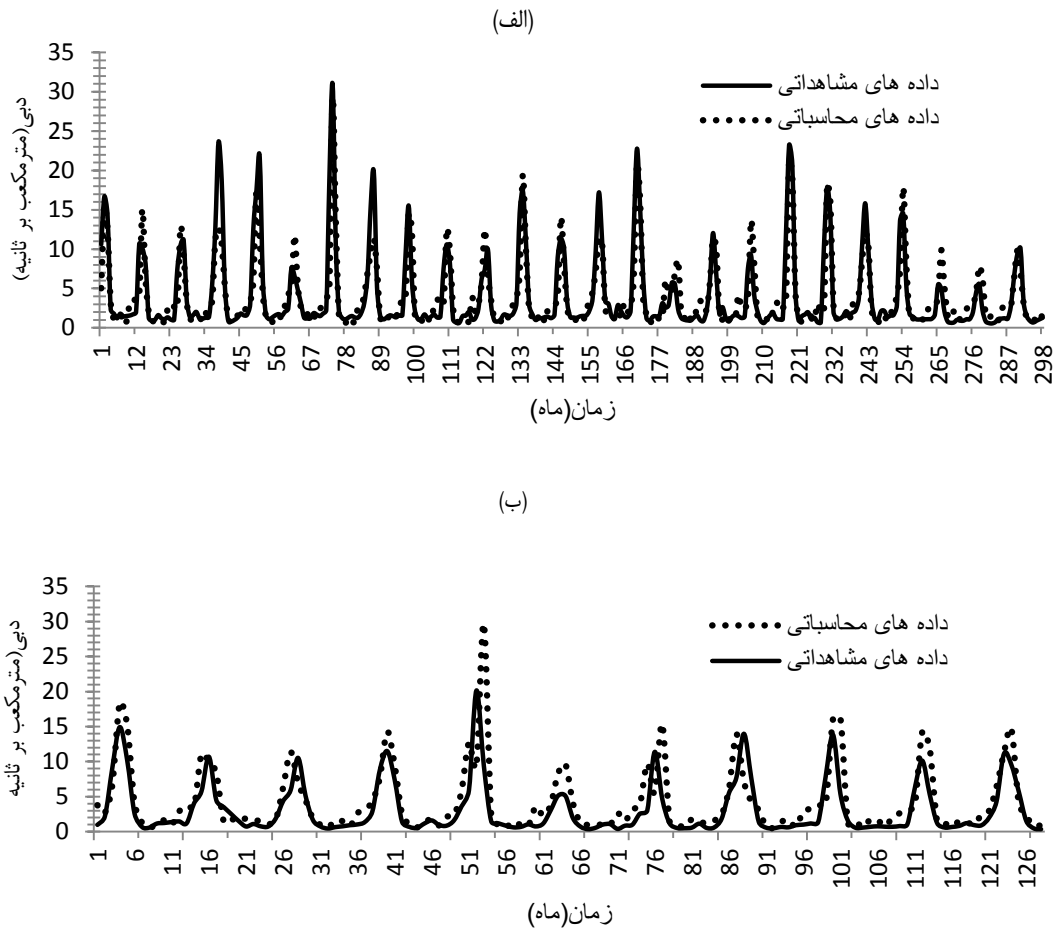 (الف)
35
30
25
20
15
10
5
0
دبی(مترمکعب بر ثانیه)
داده های مشاهداتی
داده های محاسباتی
1 12 23 34 45 56 67 78 89 100 111 122 133 144 155 166 177 188 199 210 221 232 243 254 265 276 287 298
زمان(ماه)
(ب)
35
30
25
20
15
10
5
0
دبی(مترمکعب بر ثانیه
داده های محاسباتی
داده های مشاهداتی
1 6 11 16 21 26 31 36 41 46 51 56 61 66 71 76 81 86 91 96 101 106 111 116 121 126
زمان(ماه)